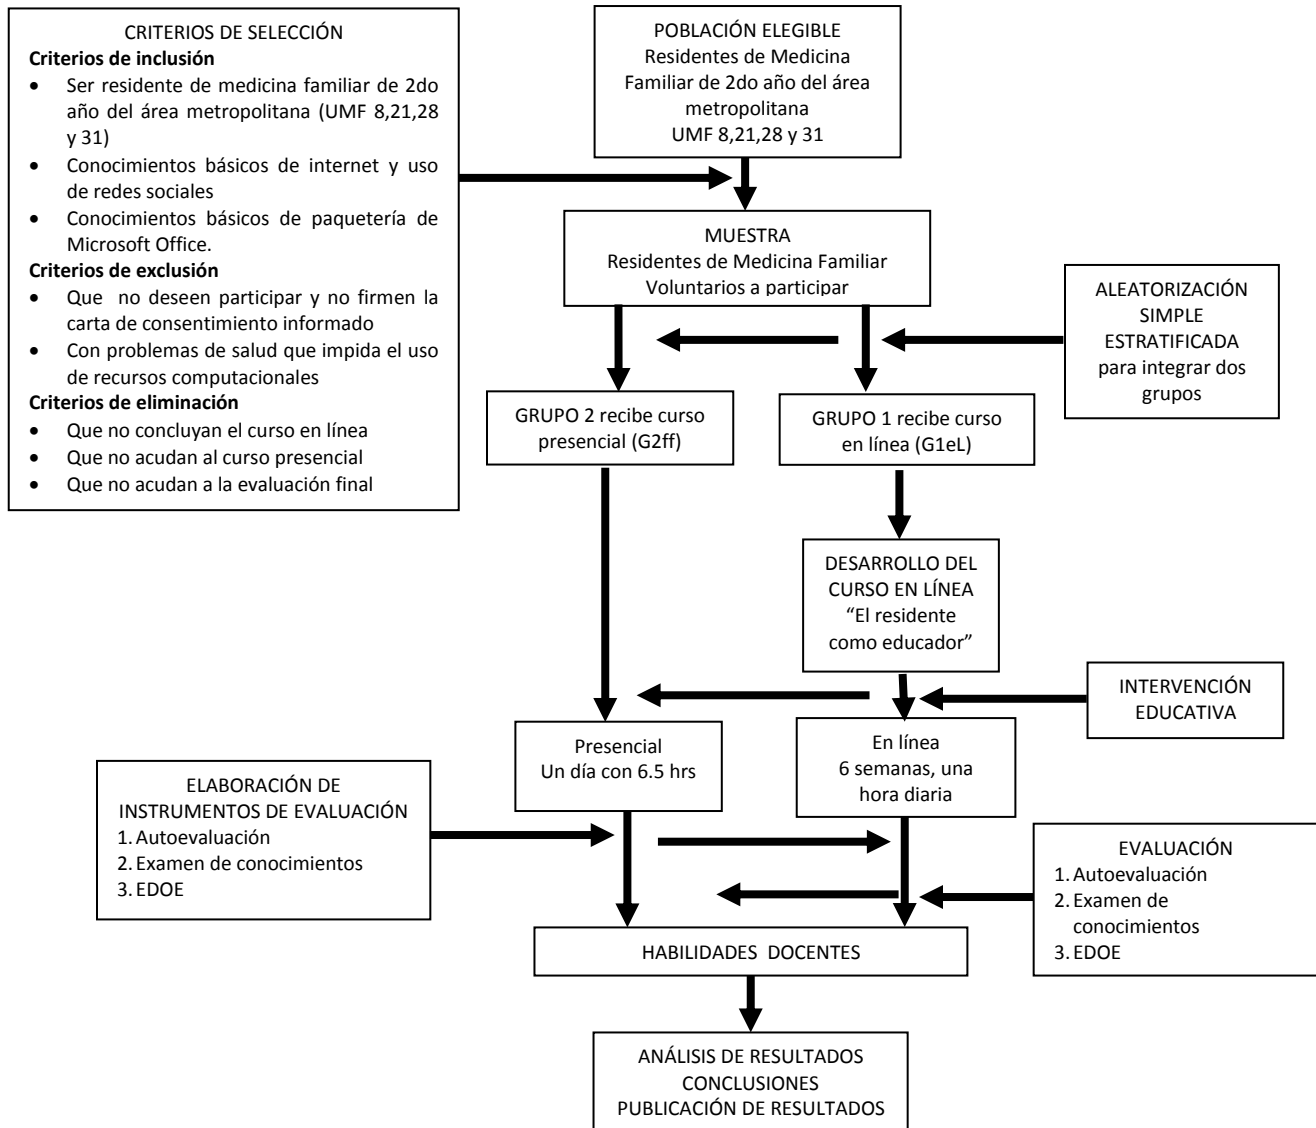 CRITERIOS DE SELECCIÓN
Criterios de inclusión
• Ser residente de medicina familiar de 2do
año del área metropolitana (UMF 8,21,28
y 31)
• Conocimientos básicos de internet y uso
de redes sociales
• Conocimientos básicos de paquetería de
Microsoft Office.
Criterios de exclusión
• Que no deseen participar y no firmen la
carta de consentimiento informado
• Con problemas de salud que impida el uso
de recursos computacionales
Criterios de eliminación
• Que no concluyan el curso en línea
• Que no acudan al curso presencial
• Que no acudan a la evaluación final
POBLACIÓN ELEGIBLE
Residentes de Medicina
Familiar de 2do año del área
metropolitana
UMF 8,21,28 y 31
MUESTRA
Residentes de Medicina Familiar
Voluntarios a participar
ALEATORIZACIÓN
SIMPLE
ESTRATIFICADA
para integrar dos
grupos
GRUPO 2 recibe curso
presencial (G2ff)
GRUPO 1 recibe curso
en línea (G1eL)
DESARROLLO DEL
CURSO EN LÍNEA
“El residente
como educador”
INTERVENCIÓN
EDUCATIVA
Presencial
Un día con 6.5 hrs
En línea
6 semanas, una
hora diaria
ELABORACIÓN DE
INSTRUMENTOS DE EVALUACIÓN
1. Autoevaluación
2. Examen de conocimientos
3. EDOE
EVALUACIÓN
1. Autoevaluación
2. Examen de
conocimientos
3. EDOE
HABILIDADES DOCENTES
ANÁLISIS DE RESULTADOS
CONCLUSIONES
PUBLICACIÓN DE RESULTADOS